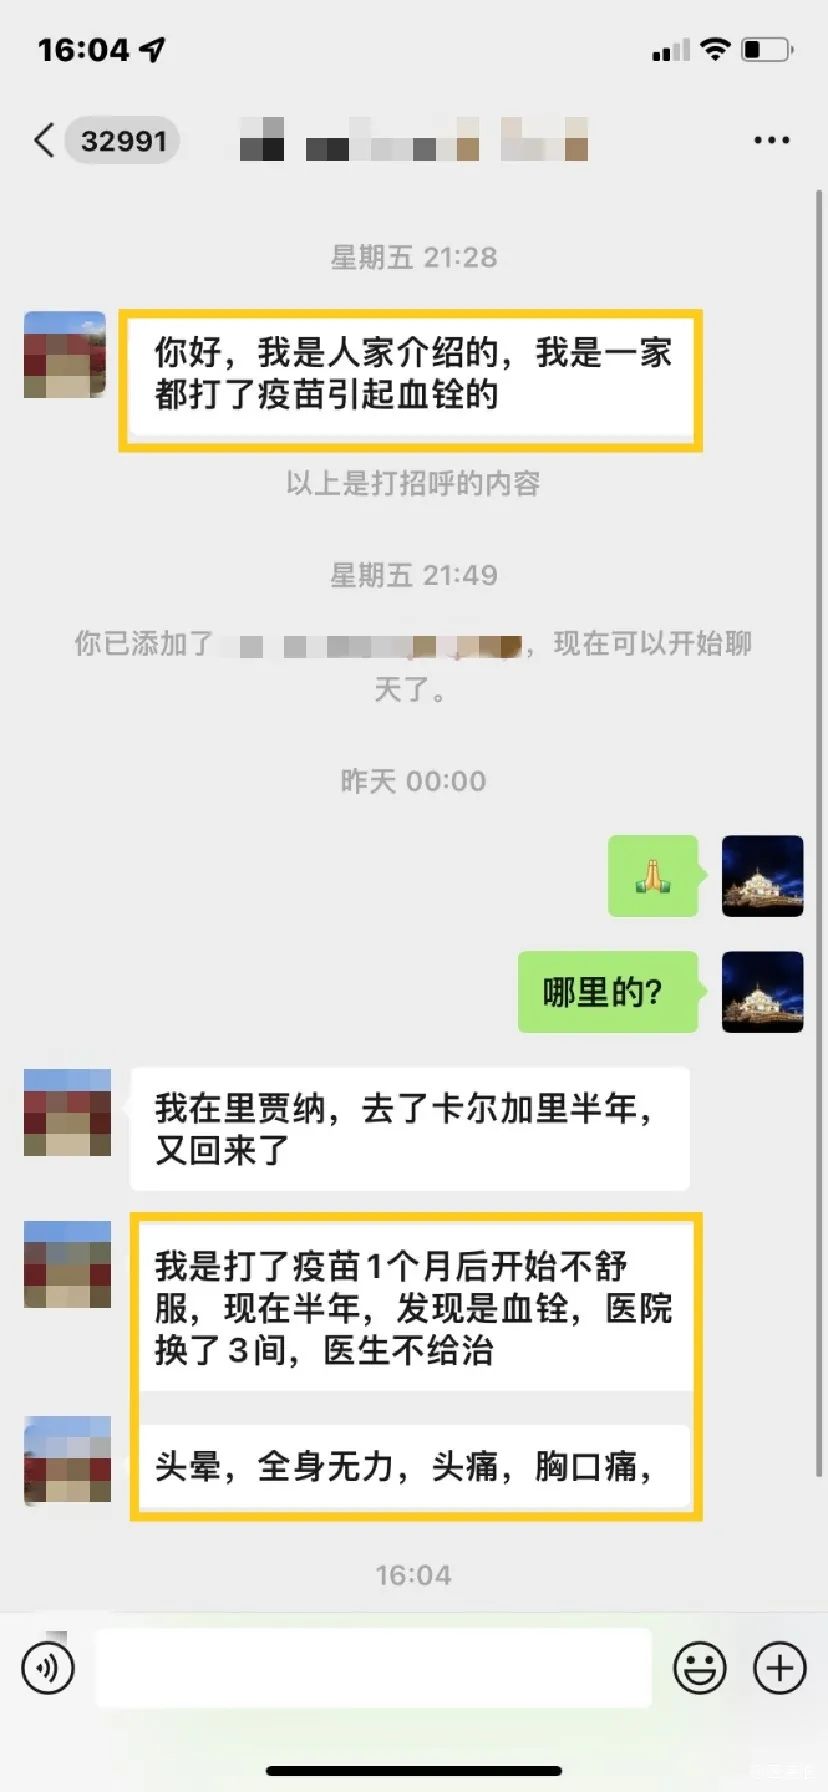 16:04
32991
星期五 21:28
你好，我是人家介绍的，我是一家
都打了疫苗引起血铨的
以上是打招呼的内容
星期五 21:49
你已添加了
，现在可以开始聊
天了。
昨天 00:00
哪里的?
我在里贾纳，去了卡尔加里半年，
又回来了
我是打了疫苗1个月后开始不舒
服，现在半年，发现是血铨，医院
换了3间，医生不给治
头晕，全身无力，头痛，胸口痛，
16:04